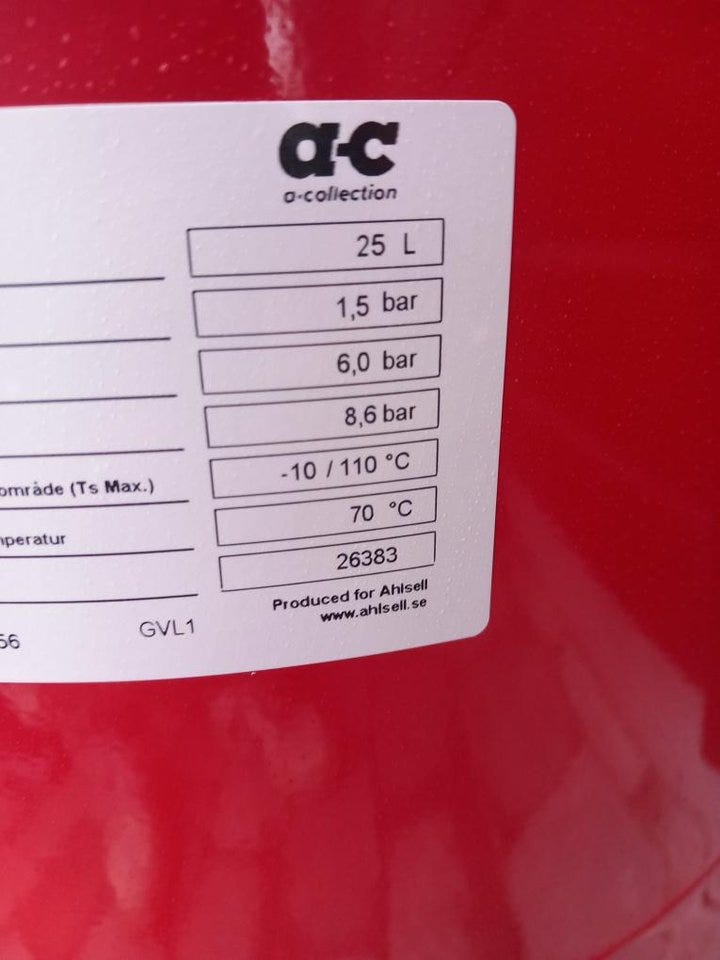 a-c
a-collection
25 L
1,5 bar
6,0 bar
8,6 bar
område (Ts Max.) -10 / 110 °C
peratur 70 °C
26383
Produced for Ahlsell
www.ahlsell.se
56 GVL1